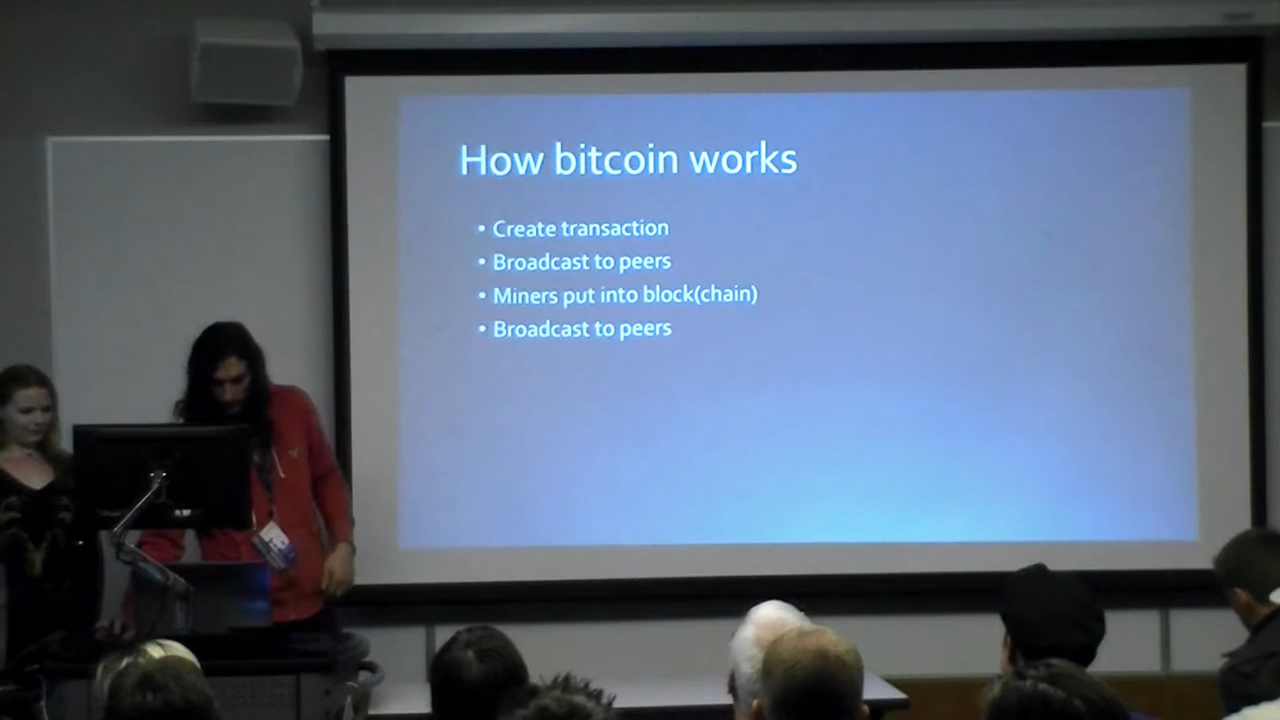 How bitcoin works
• Create transaction
• Broadcast to peers
• Miners put into block(chain)
• Broadcast to peers